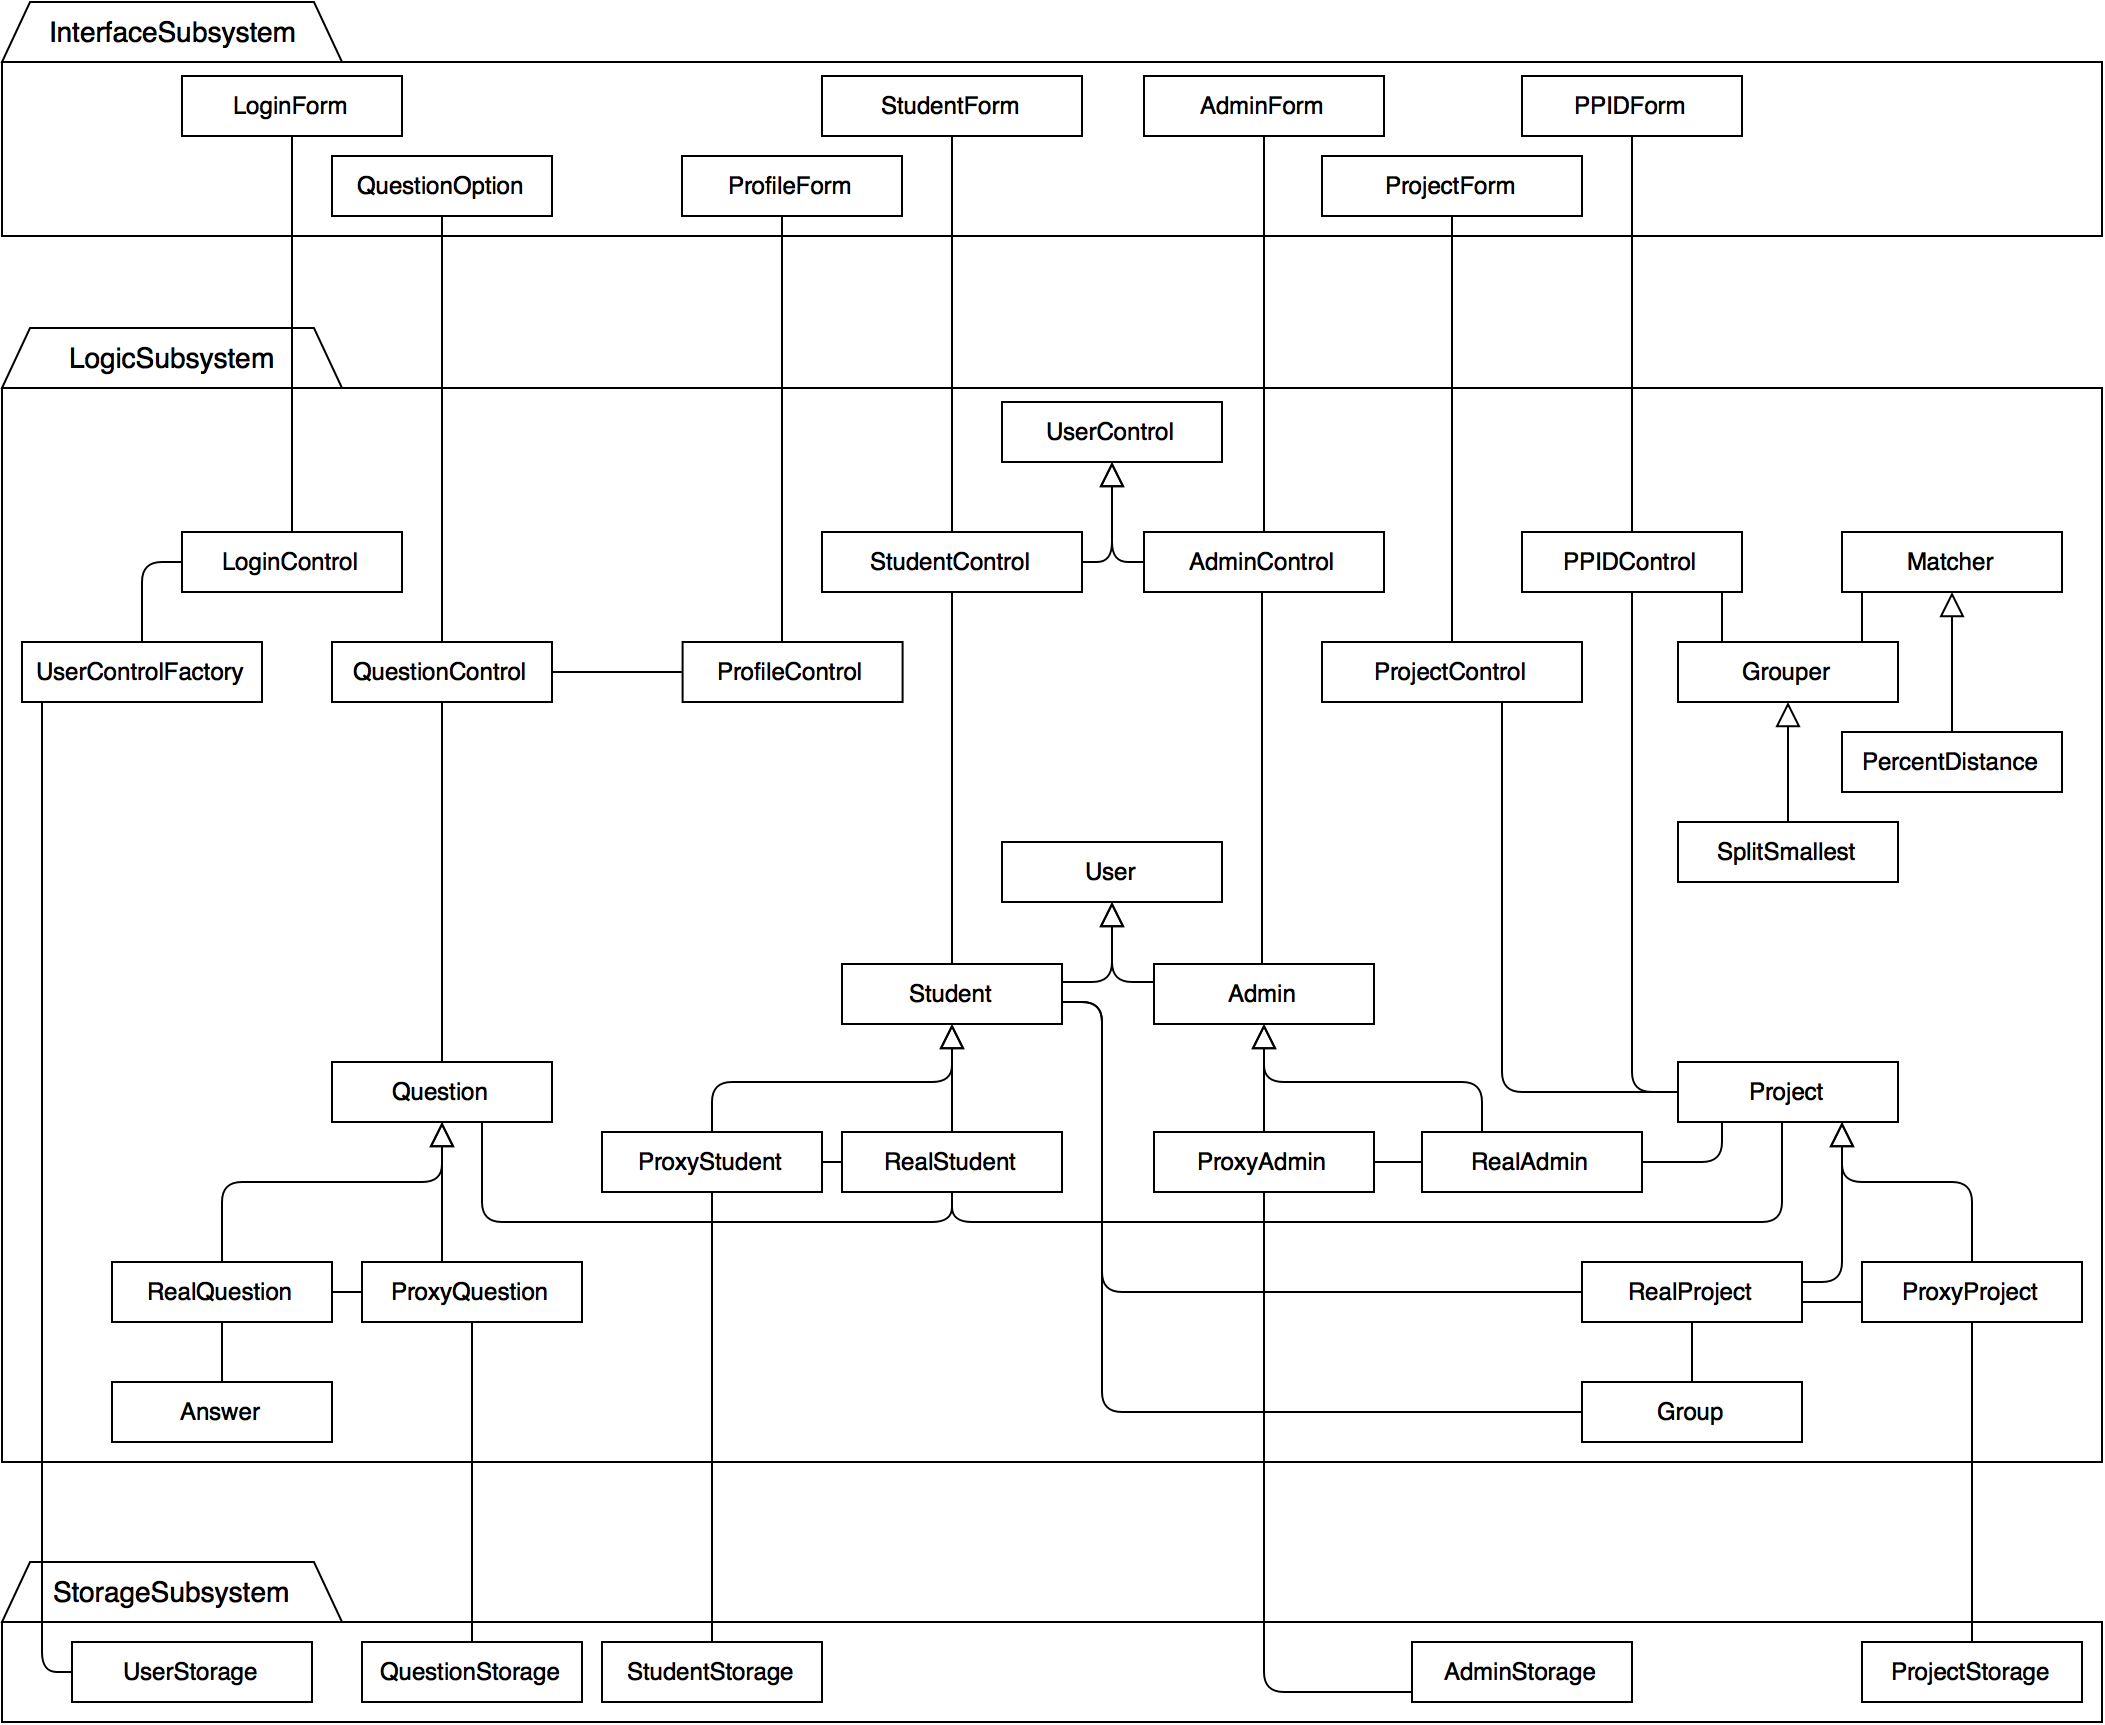 InterfaceSubsystem
LoginForm
StudentForm
AdminForm
PPIDForm
QuestionOption
ProfileForm
ProjectForm
LogicSubsystem
UserControl
LoginControl
StudentControl
AdminControl
PPIDControl
Matcher
UserControlFactory
QuestionControl
ProfileControl
ProjectControl
Grouper
PercentDistance
SplitSmallest
User
Student
Admin
Question
Project
ProxyStudent
RealStudent
ProxyAdmin
RealAdmin
RealQuestion
ProxyQuestion
RealProject
ProxyProject
Answer
Group
StorageSubsystem
UserStorage
QuestionStorage
StudentStorage
AdminStorage
ProjectStorage